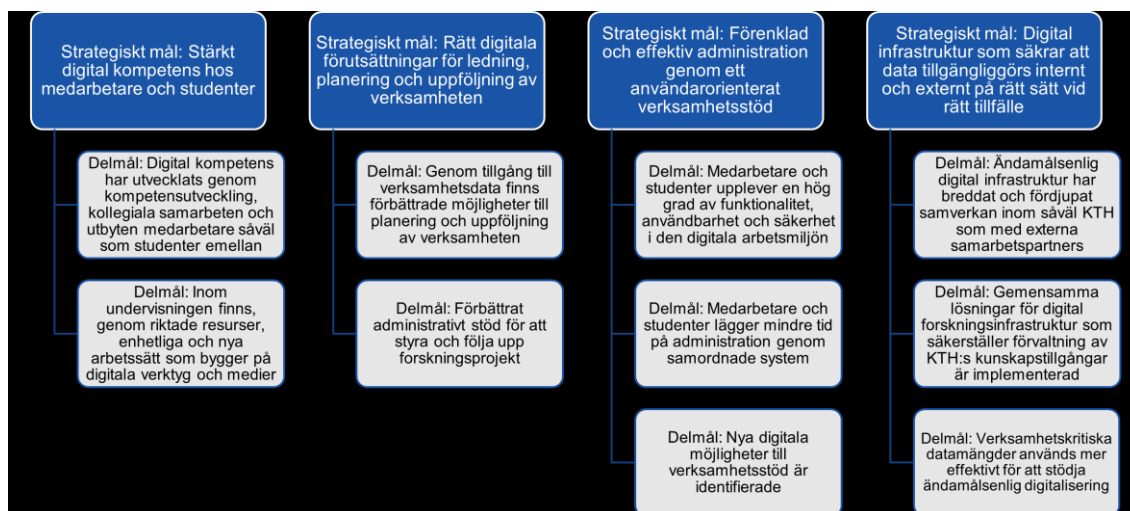 Strategiskt mål: Stärkt
digital kompetens hos
medarbetare och studenter
Delmål: Digital kompetens
har utvecklats genom
kompetensutveckling,
kollegiala samarbeten och
utbyten medarbetare såväl
som studenter emellan
Delmål: Inom
undervisningen finns,
genom riktade resurser,
enhetliga och nya
arbetssätt som bygger på
digitala verktyg och medier
Strategiskt mål: Rätt digitala
förutsättningar för ledning,
planering och uppföljning av
verksamheten
Delmål: Genom tillgång till
verksamhetsdata finns
förbättrade möjligheter till
planering och uppföljning
av verksamheten
Delmål: Förbättrat
administrativt stöd för att
styra och följa upp
forskningsprojekt
Strategiskt mål: Förenklad
och effektiv administration
genom ett
användarorienterat
verksamhetsstöd
Delmål: Medarbetare och
studenter upplever en hög
grad av funktionalitet,
användbarhet och säkerhet
i den digitala arbetsmiljön
Delmål: Medarbetare och
studenter lägger mindre tid
på administration genom
samordnade system
Delmål: Nya digitala
möjligheter till
verksamhetsstöd är
identifierade
Strategiskt mål: Digital
infrastruktur som säkrar att
data tillgängliggörs internt
och externt på rätt sätt vid
rätt tillfälle
Delmål: Ändamålsenlig
digital infrastruktur har
breddat och fördjupat
samverkan inom såväl KTH
som med externa
samarbetspartners
Delmål: Gemensamma
lösningar för digital
forskningsinfrastruktur som
säkerställer förvaltning av
KTH:s kunskapstillgångar
är implementerad
Delmål: Verksamhetskritiska
datamängder används mer
effektivt för att stödja
ändamålsenlig digitalisering